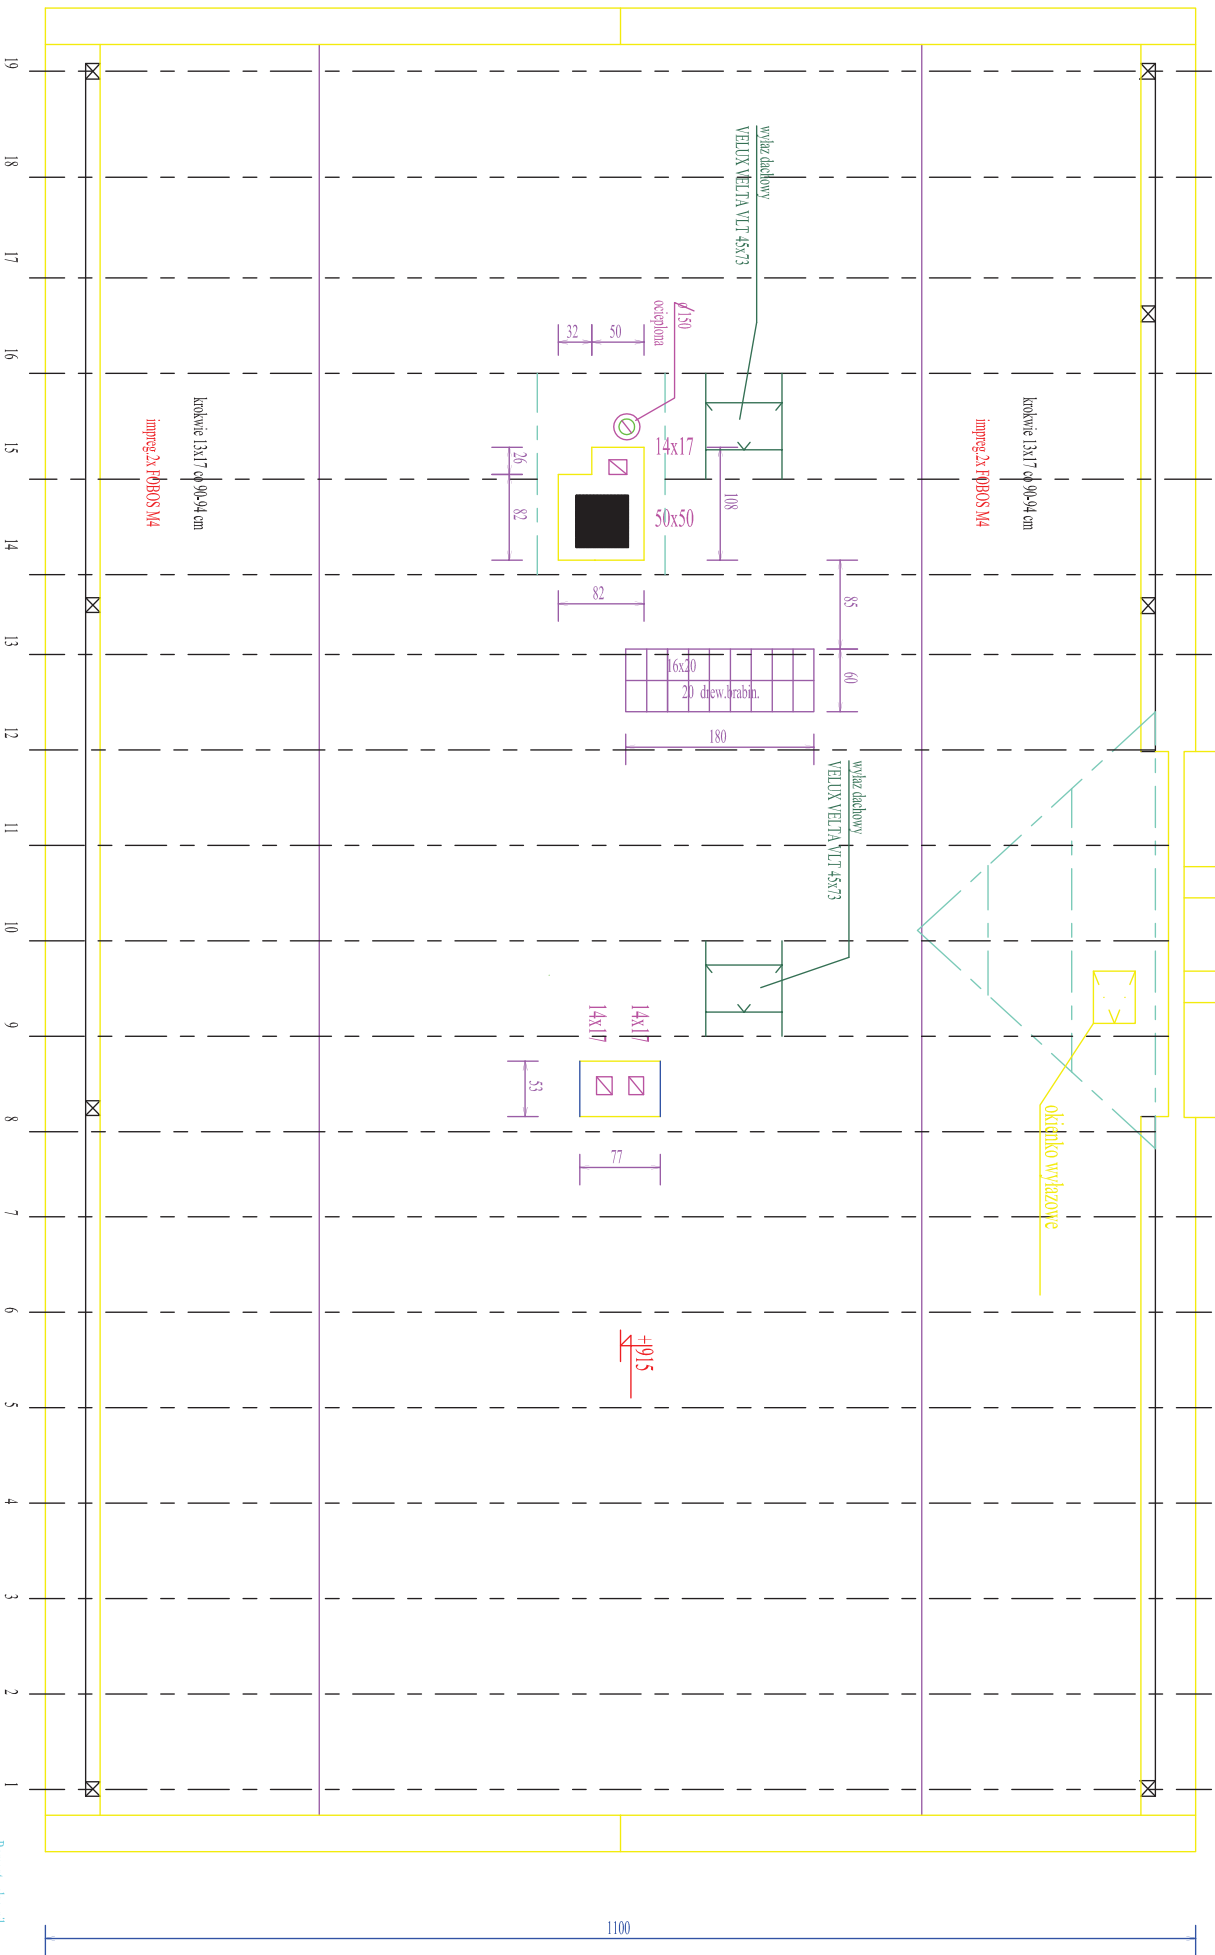 19
18
17
16
15
14
13
12
11
10
9
8
7
6
5
4
3
2
1
wyłaz dachowy
VELUX VELTA VLT 45x73
ø150
ocieplona
32
50
14x17
50x50
26
82
108
82
krokwie 13x17 co 90-94 cm
impreg.2x FOBOS M4
krokwie 13x17 co 90-94 cm
impreg.2x FOBOS M4
85
60
16x20
20 drew.brabin.
180
wyłaz dachowy
VELUX VELTA VLT 45x73
14x17
14x17
53
77
okienko wyłazowe
+915
1100